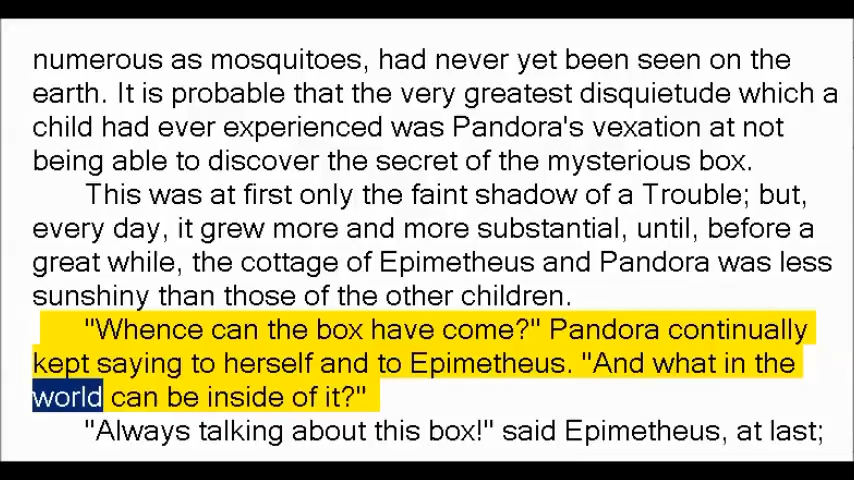 numerous as mosquitoes, had never yet been seen on the
earth. It is probable that the very greatest disquietude which a
child had ever experienced was Pandora's vexation at not
being able to discover the secret of the mysterious box.
This was at first only the faint shadow of a Trouble; but,
every day, it grew more and more substantial, until, before a
great while, the cottage of Epimetheus and Pandora was less
sunshiny than those of the other children.
"Whence can the box have come?" Pandora continually
kept saying to herself and to Epimetheus. "And what in the
world can be inside of it?"
"Always talking about this box!" said Epimetheus, at last;